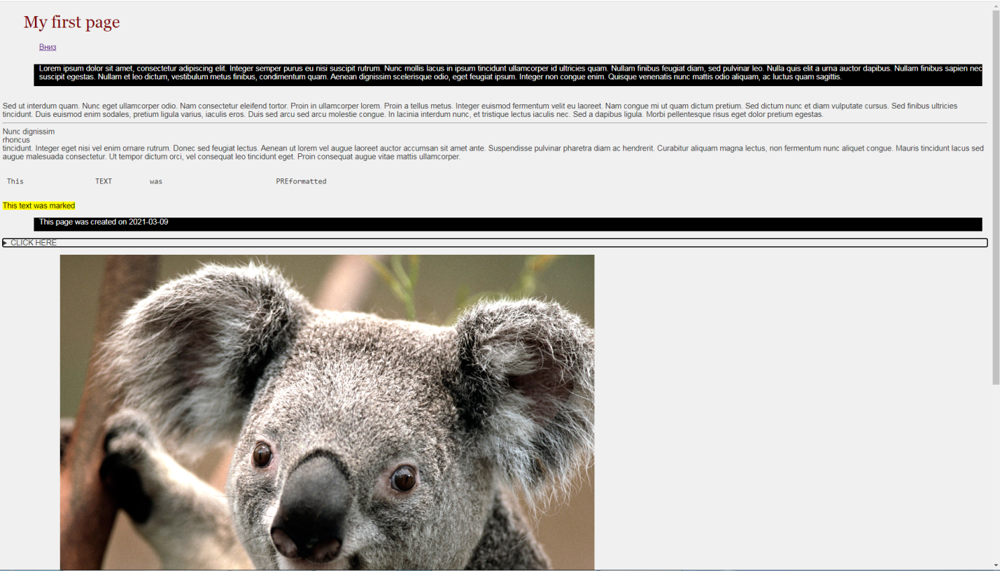 My first page
Вниз
Lorem ipsum dolor sit amet, consectetur adipiscing elit. Integer semper purus eu nisi suscipit rutrum. Nunc mollis lacus in ipsum tincidunt ullamcorper id ultricies quam. Nullam finibus feugiat diam, sed pulvinar leo. Nulla quis elit a urna auctor dapibus. Nullam finibus sapien nec
suscipit egestas. Nullam et leo dictum, vestibulum metus finibus, condimentum quam. Aenean dignissim scelerisque odio, eget feugiat ipsum. Integer non congue enim. Quisque venenatis nunc mattis odio aliquam, ac luctus quam sagittis.
Sed ut interdum quam. Nunc eget ullamcorper odio. Nam consectetur eleifend tortor. Proin in ullamcorper lorem. Proin a tellus metus. Integer euismod fermentum velit eu laoreet. Nam congue mi ut quam dictum pretium. Sed dictum nunc et diam vulputate cursus. Sed finibus ultricies
tincidunt. Duis euismod enim sodales, pretium ligula varius, iaculis eros. Duis sed arcu sed arcu molestie congue. In lacinia interdum nunc, et tristique lectus iaculis nec. Sed a dapibus ligula. Morbi pellentesque risus eget dolor pretium egestas.
Nunc dignissim
rhoncus
tincidunt. Integer eget nisi vel enim ornare rutrum. Donec sed feugiat lectus. Aenean ut lorem vel augue laoreet auctor accumsan sit amet ante. Suspendisse pulvinar pharetra diam ac hendrerit. Curabitur aliquam magna lectus, non fermentum nunc aliquet congue. Mauris tincidunt lacus sed
augue malesuada consectetur. Ut tempor dictum orci, vel consequat leo tincidunt eget. Proin consequat augue vitae mattis ullamcorper.
This TEXT was PREformatted
This text was marked
This page was created on 2021-03-09
CLICK HERE